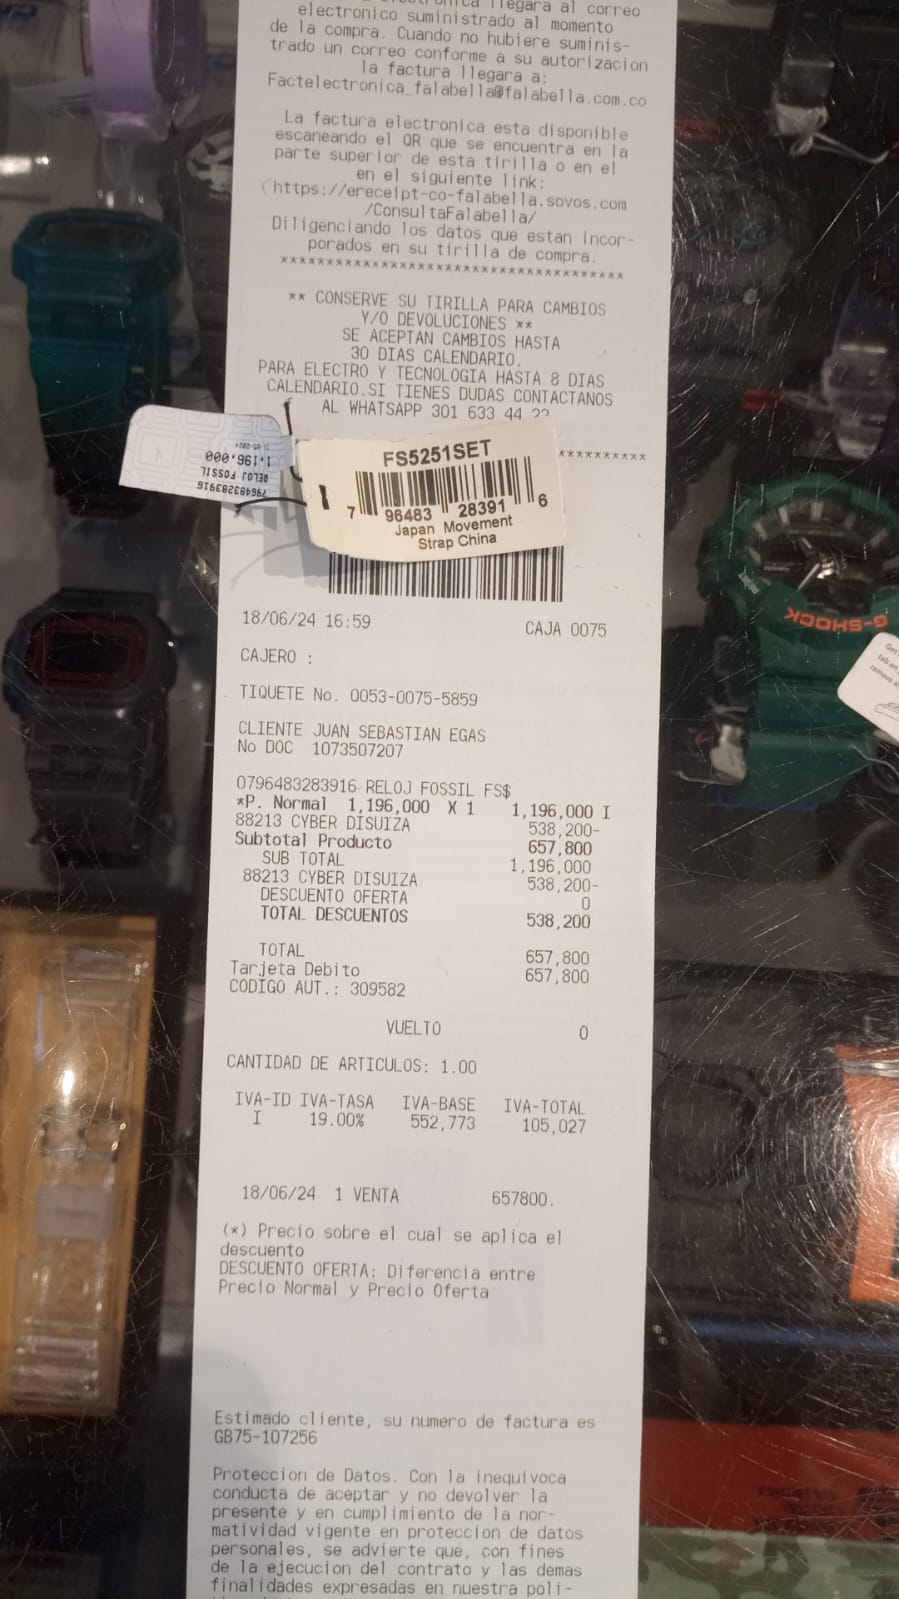 llegara al correo
electronico suministrado al momento
de la compra. Cuando no hubiere suminis-
trado un correo conforme a su autorizacion
la factura llegara a:
Factelectronica_falabella@falabella.com.co
La factura electronica esta disponible
escaneando el QR que se encuentra en la
parte superior de esta tirilla o en el
en el siguiente link:
(https://ereceipt-co-falabella.sovos.com
/ConsultaFalabella/
Diligenciando los datos que estan incor-
porados en su tirilla de compra.
*************************************
** CONSERVE SU TIRILLA PARA CAMBIOS
Y/O DEVOLUCIONES **
SE ACEPTAN CAMBIOS HASTA
30 DIAS CALENDARIO.
PARA ELECTRO Y TECNOLOGIA HASTA 8 DIAS
CALENDARIO.SI TIENES DUDAS CONTACTANOS
AL WHATSAPP 301 633 44 22
**********
796483283916
RELOJ FOSSIL
1.196.000
31-05-2024
FS5251SET
7 96483 28391 6
Japan Movement
Strap China
18/06/24 16:59 CAJA 0075
CAJERO :
TIQUETE No. 0053-0075-5859
CLIENTE JUAN SEBASTIAN EGAS
No DOC 1073507207
0796483283916 RELOJ FOSSIL FS$
*P. Normal 1,196,000 X 1 1,196,000 I
88213 CYBER DISUIZA 538,200-
Subtotal Producto 657,800
SUB TOTAL 1,196,000
88213 CYBER DISUIZA 538,200-
DESCUENTO OFERTA 0
TOTAL DESCUENTOS 538,200
TOTAL 657,800
Tarjeta Debito 657,800
CODIGO AUT.: 309582
VUELTO 0
CANTIDAD DE ARTICULOS: 1.00
IVA-ID IVA-TASA IVA-BASE IVA-TOTAL
I 19.00% 552,773 105,027
18/06/24 1 VENTA 657800.
(*) Precio sobre el cual se aplica el
descuento
DESCUENTO OFERTA: Diferencia entre
Precio Normal y Precio Oferta
Estimado cliente, su numero de factura es
GB75-107256
Proteccion de Datos. Con la inequivoca
conducta de aceptar y no devolver la
presente y en cumplimiento de la nor-
matividad vigente en proteccion de datos
personales, se advierte que, con fines
de la ejecucion del contrato y las demas
finalidades expresadas en nuestra poli-
G-SHOCK